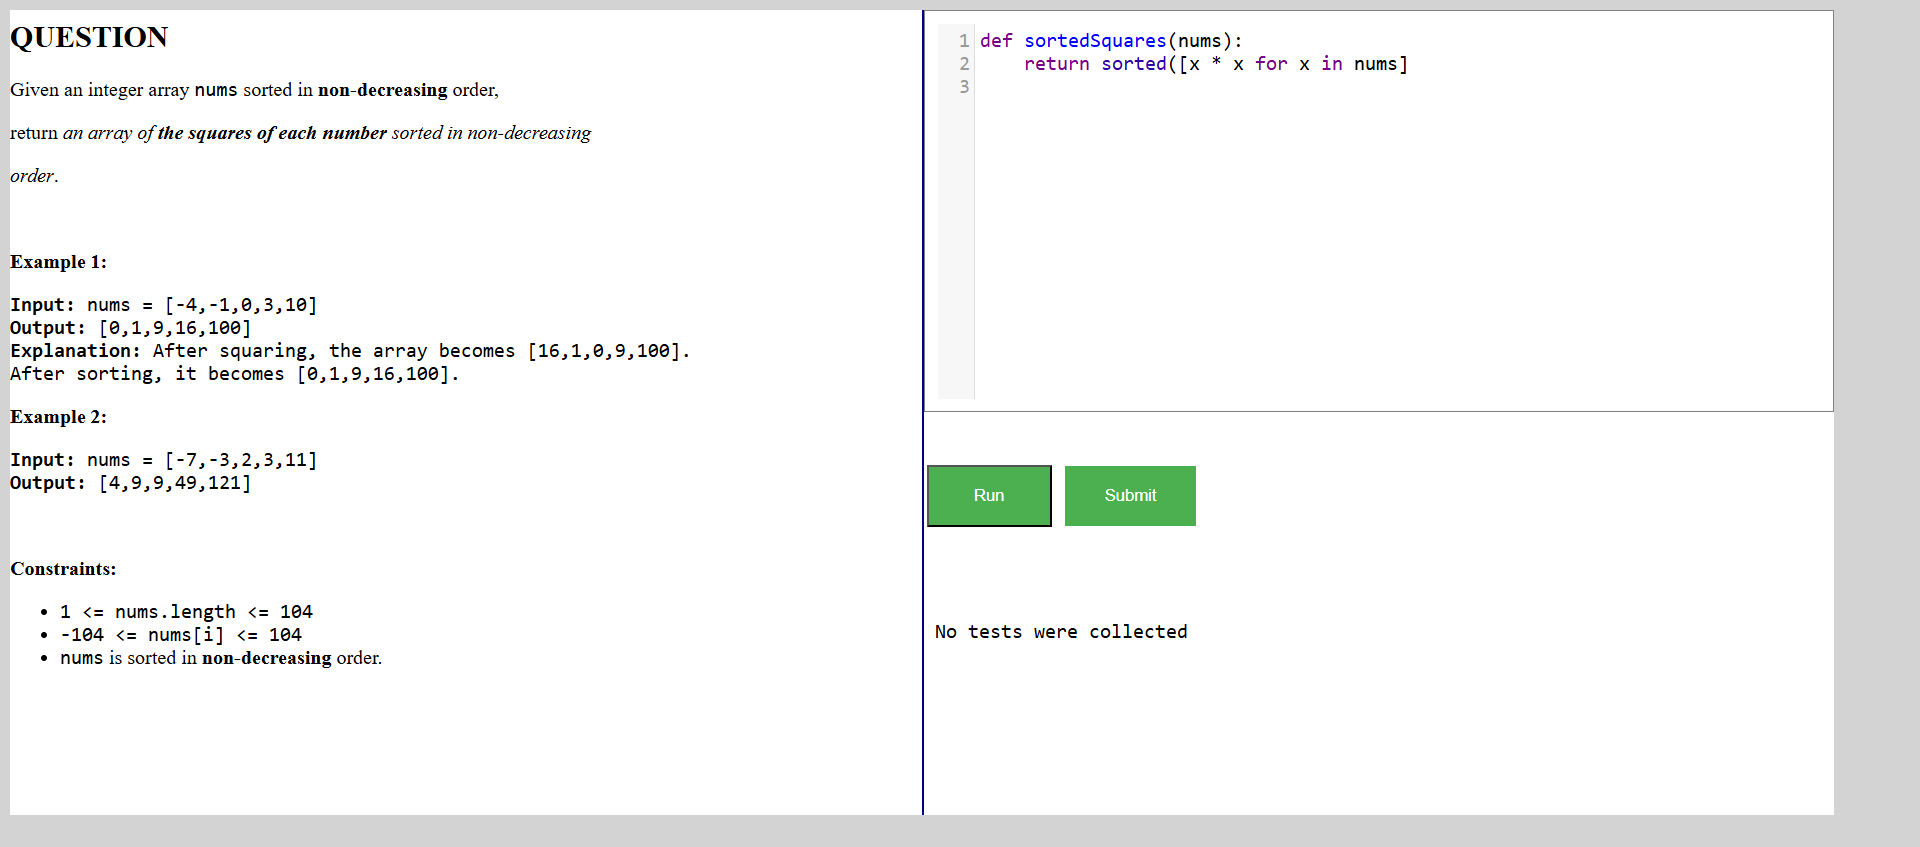 QUESTION
Given an integer array nums sorted in non-decreasing order,
return an array of the squares of each number sorted in non-decreasing
order.
Example 1:
Input: nums = [-4,-1,0,3,10]
Output: [0,1,9,16,100]
Explanation: After squaring, the array becomes [16,1,0,9,100].
After sorting, it becomes [0,1,9,16,100].
Example 2:
Input: nums = [-7,-3,2,3,11]
Output: [4,9,9,49,121]
Constraints:
• 1 <= nums.length <= 104
• -104 <= nums[i] <= 104
• nums is sorted in non-decreasing order.
1 def sortedSquares(nums):
2     return sorted([x * x for x in nums]
3
Run Submit
No tests were collected